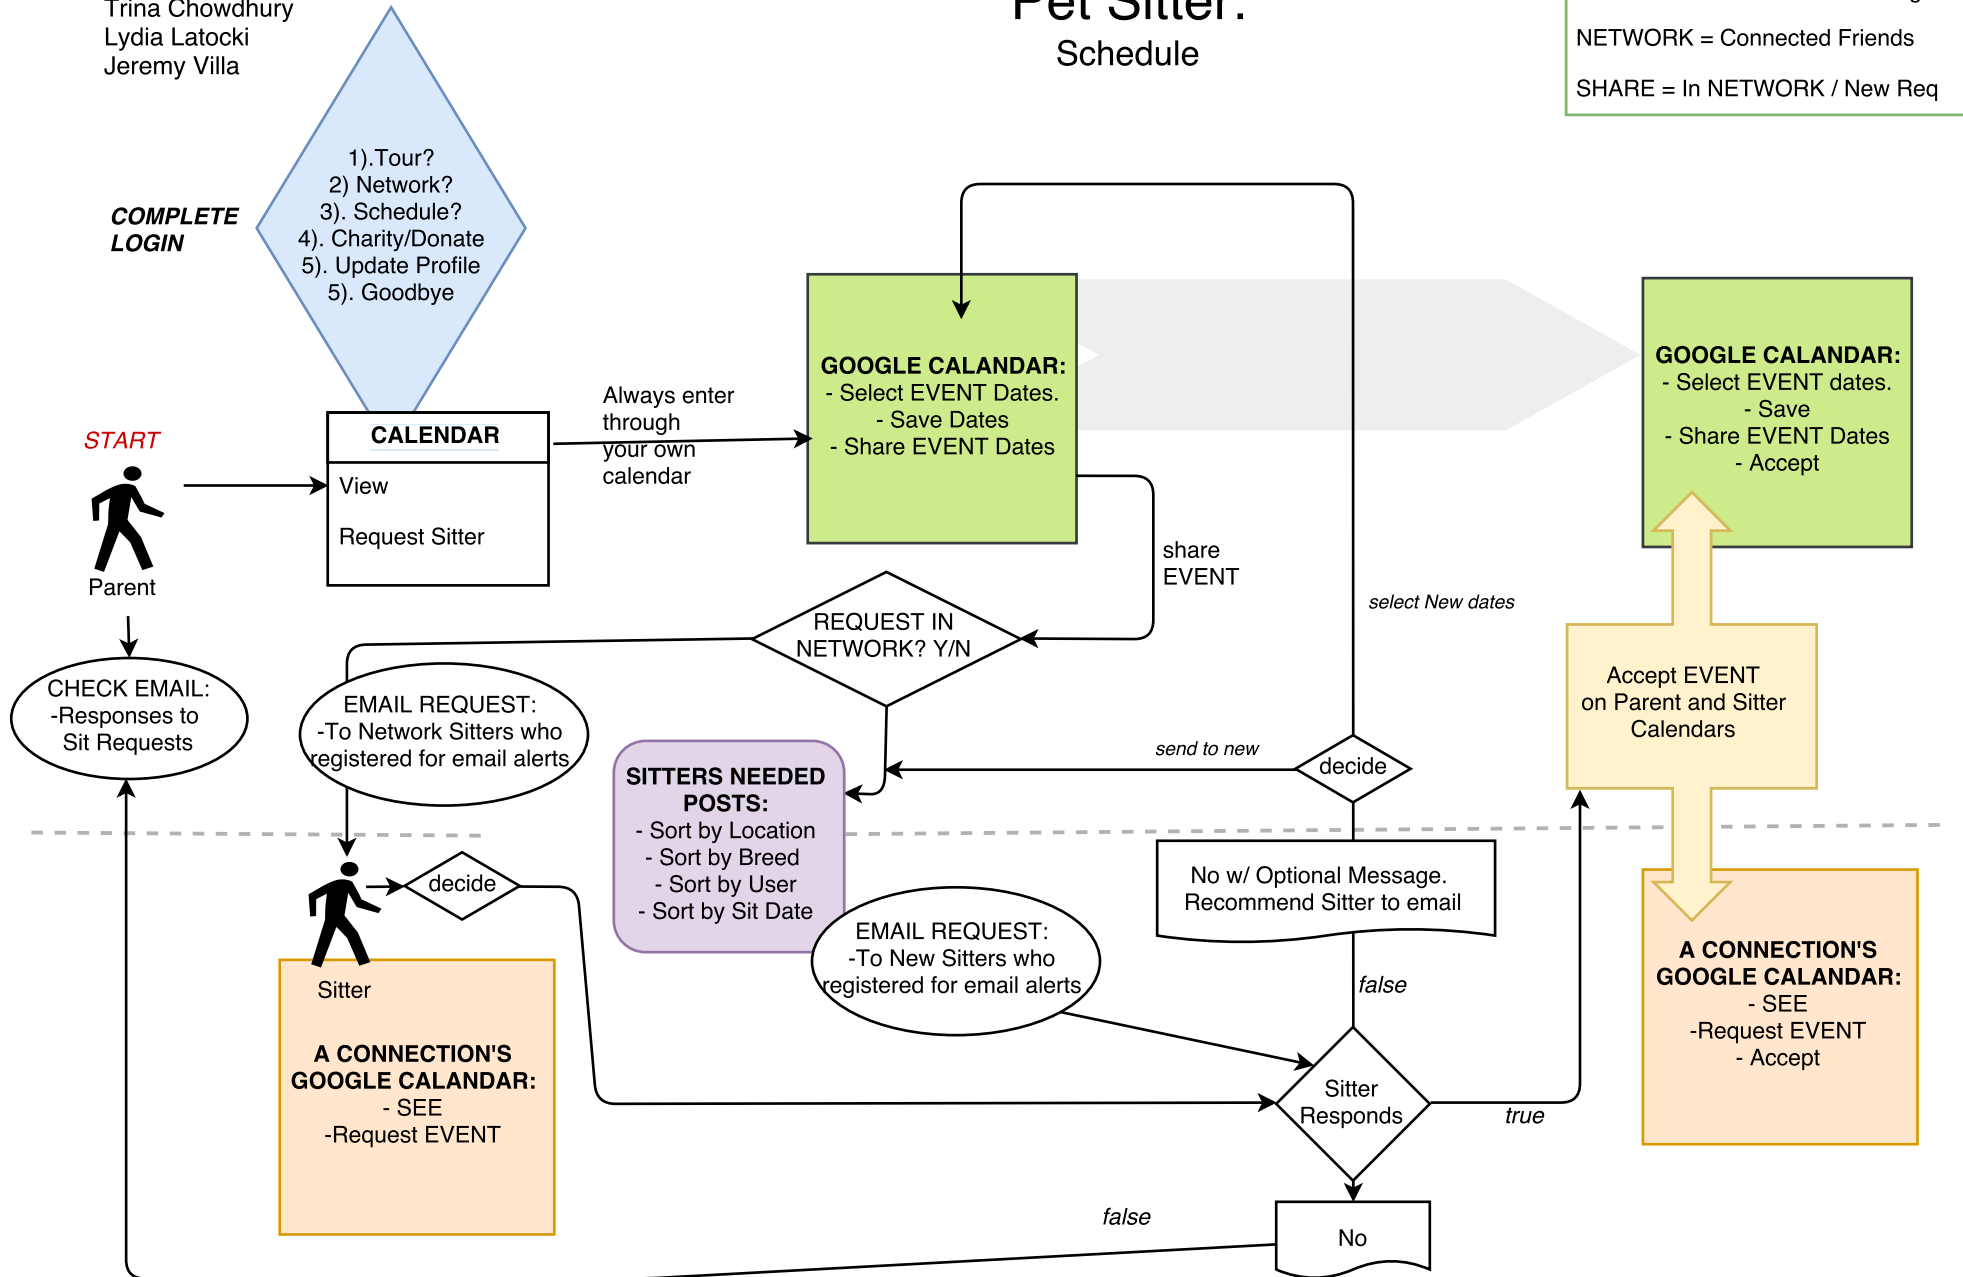 Trina Chowdhury
Lydia Latocki
Jeremy Villa
Pet Sitter:
Schedule
NETWORK = Connected Friends
SHARE = In NETWORK / New Req
COMPLETE
LOGIN
1).Tour?
2) Network?
3). Schedule?
4). Charity/Donate
5). Update Profile
5). Goodbye
START
Parent
CALENDAR
View
Request Sitter
Always enter
through
your own
calendar
GOOGLE CALANDAR:
- Select EVENT Dates.
- Save Dates
- Share EVENT Dates
GOOGLE CALANDAR:
- Select EVENT dates.
- Save
- Share EVENT Dates
- Accept
share
EVENT
select New dates
REQUEST IN
NETWORK? Y/N
CHECK EMAIL:
-Responses to
Sit Requests
EMAIL REQUEST:
-To Network Sitters who
registered for email alerts
SITTERS NEEDED
POSTS:
- Sort by Location
- Sort by Breed
- Sort by User
- Sort by Sit Date
send to new
decide
Accept EVENT
on Parent and Sitter
Calendars
decide
Sitter
A CONNECTION'S
GOOGLE CALANDAR:
- SEE
-Request EVENT
EMAIL REQUEST:
-To New Sitters who
registered for email alerts
No w/ Optional Message.
Recommend Sitter to email
false
Sitter
Responds
true
A CONNECTION'S
GOOGLE CALANDAR:
- SEE
-Request EVENT
- Accept
false
No